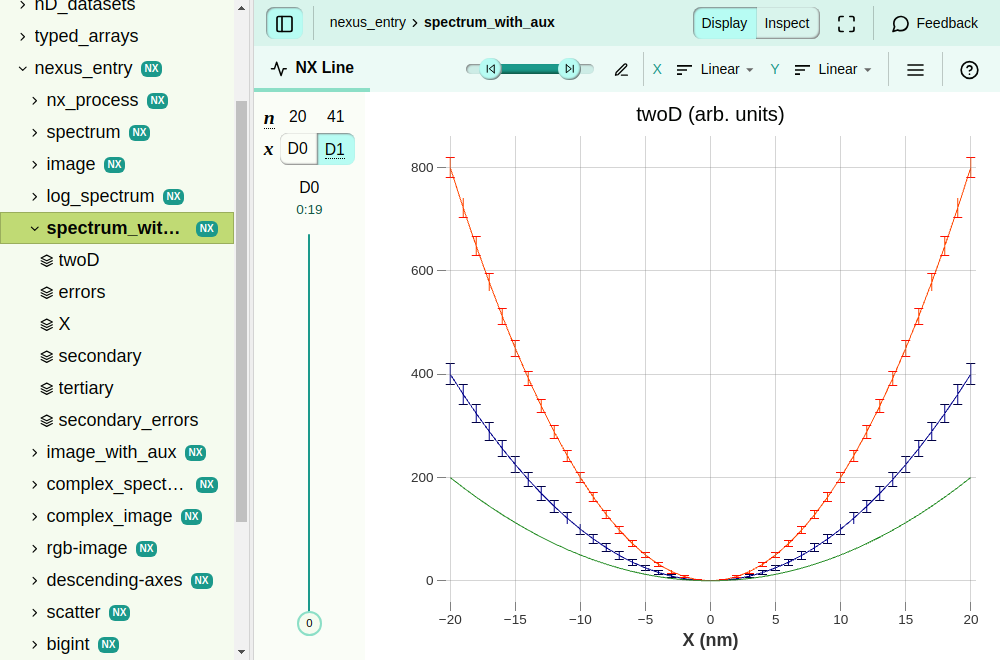 nD_datasets
typed_arrays
nexus_entry NX
nx_process NX
spectrum NX
image NX
log_spectrum NX
spectrum_wit... NX
twoD
errors
X
secondary
tertiary
secondary_errors
image_with_aux NX
complex_spect... NX
complex_image NX
rgb-image NX
descending-axes NX
scatter NX
bigint NX
nexus_entry › spectrum_with_aux
Display Inspect
Feedback
NX Line
X Linear
Y Linear
n 20 41
x D0 D1
D0
0:19
0
twoD (arb. units)
800
600
400
200
0
−20 −15 −10 −5 0 5 10 15 20
X (nm)